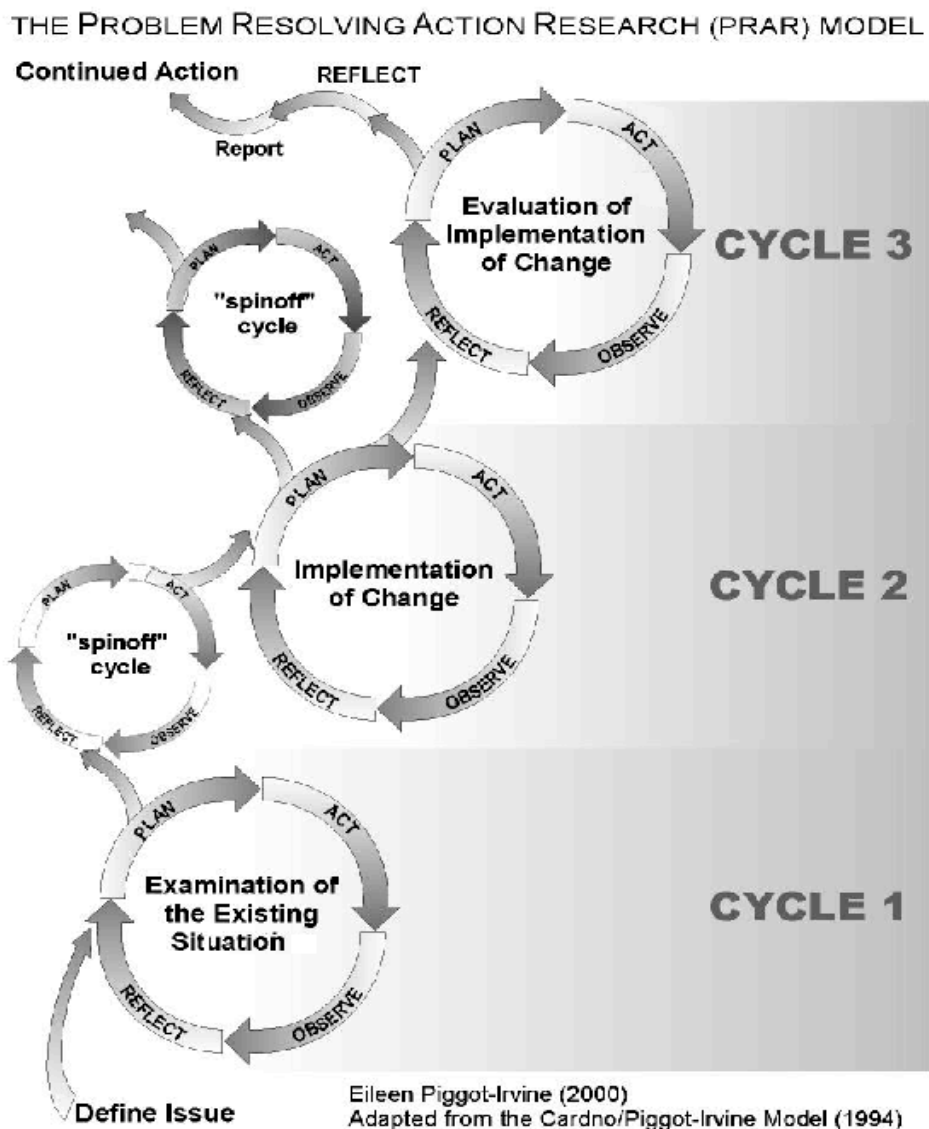 THE PROBLEM RESOLVING ACTION RESEARCH (PRAR) MODEL
Continued Action
REFLECT
Report
PLAN
ACT
OBSERVE
REFLECT
Evaluation of
Implementation
of Change
CYCLE 3
PLAN
ACT
OBSERVE
REFLECT
"spinoff"
cycle
PLAN
ACT
OBSERVE
REFLECT
Implementation
of Change
CYCLE 2
PLAN
ACT
OBSERVE
REFLECT
"spinoff"
cycle
PLAN
ACT
OBSERVE
REFLECT
Examination of
the Existing
Situation
CYCLE 1
Define Issue
Eileen Piggot-Irvine (2000)
Adapted from the Cardno/Piggot-Irvine Model (1994)